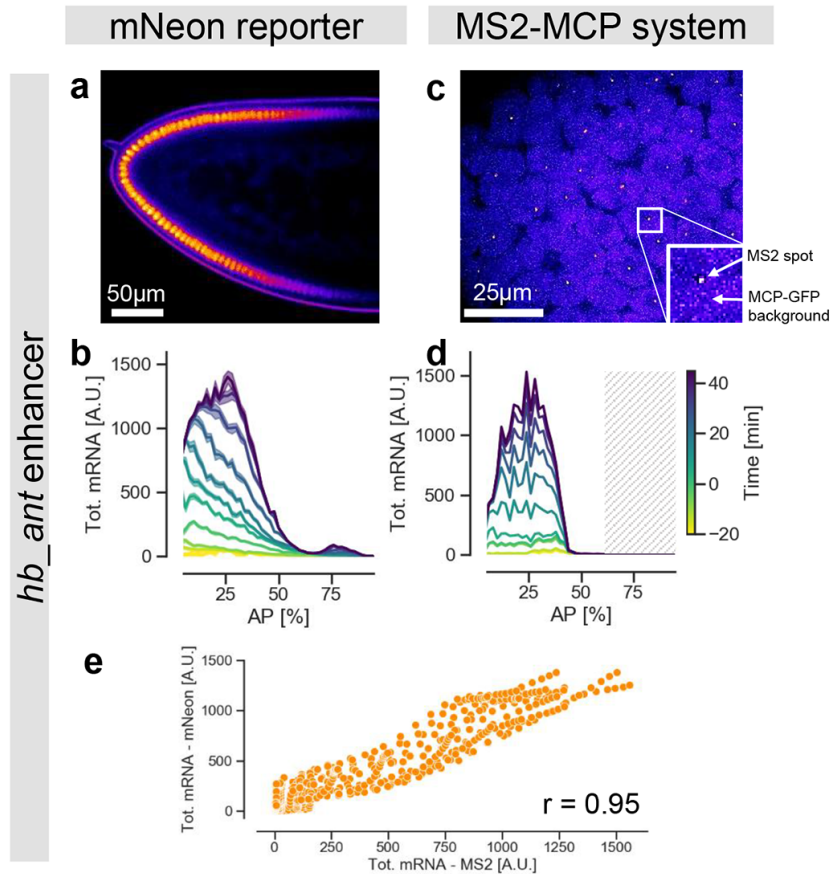 mNeon reporter
MS2-MCP system
hb_ant enhancer
a
50µm
c
25µm
MS2 spot
MCP-GFP
background
b
Tot. mRNA [A.U.]
1500
1000
500
0
25
50
75
AP [%]
d
Tot. mRNA [A.U.]
1500
1000
500
0
25
50
75
AP [%]
40
20
0
−20
Time [min]
e
Tot. mRNA - mNeon [A.U.]
1500
1000
500
0
r = 0.95
0
250
500
750
1000
1250
1500
Tot. mRNA - MS2 [A.U.]